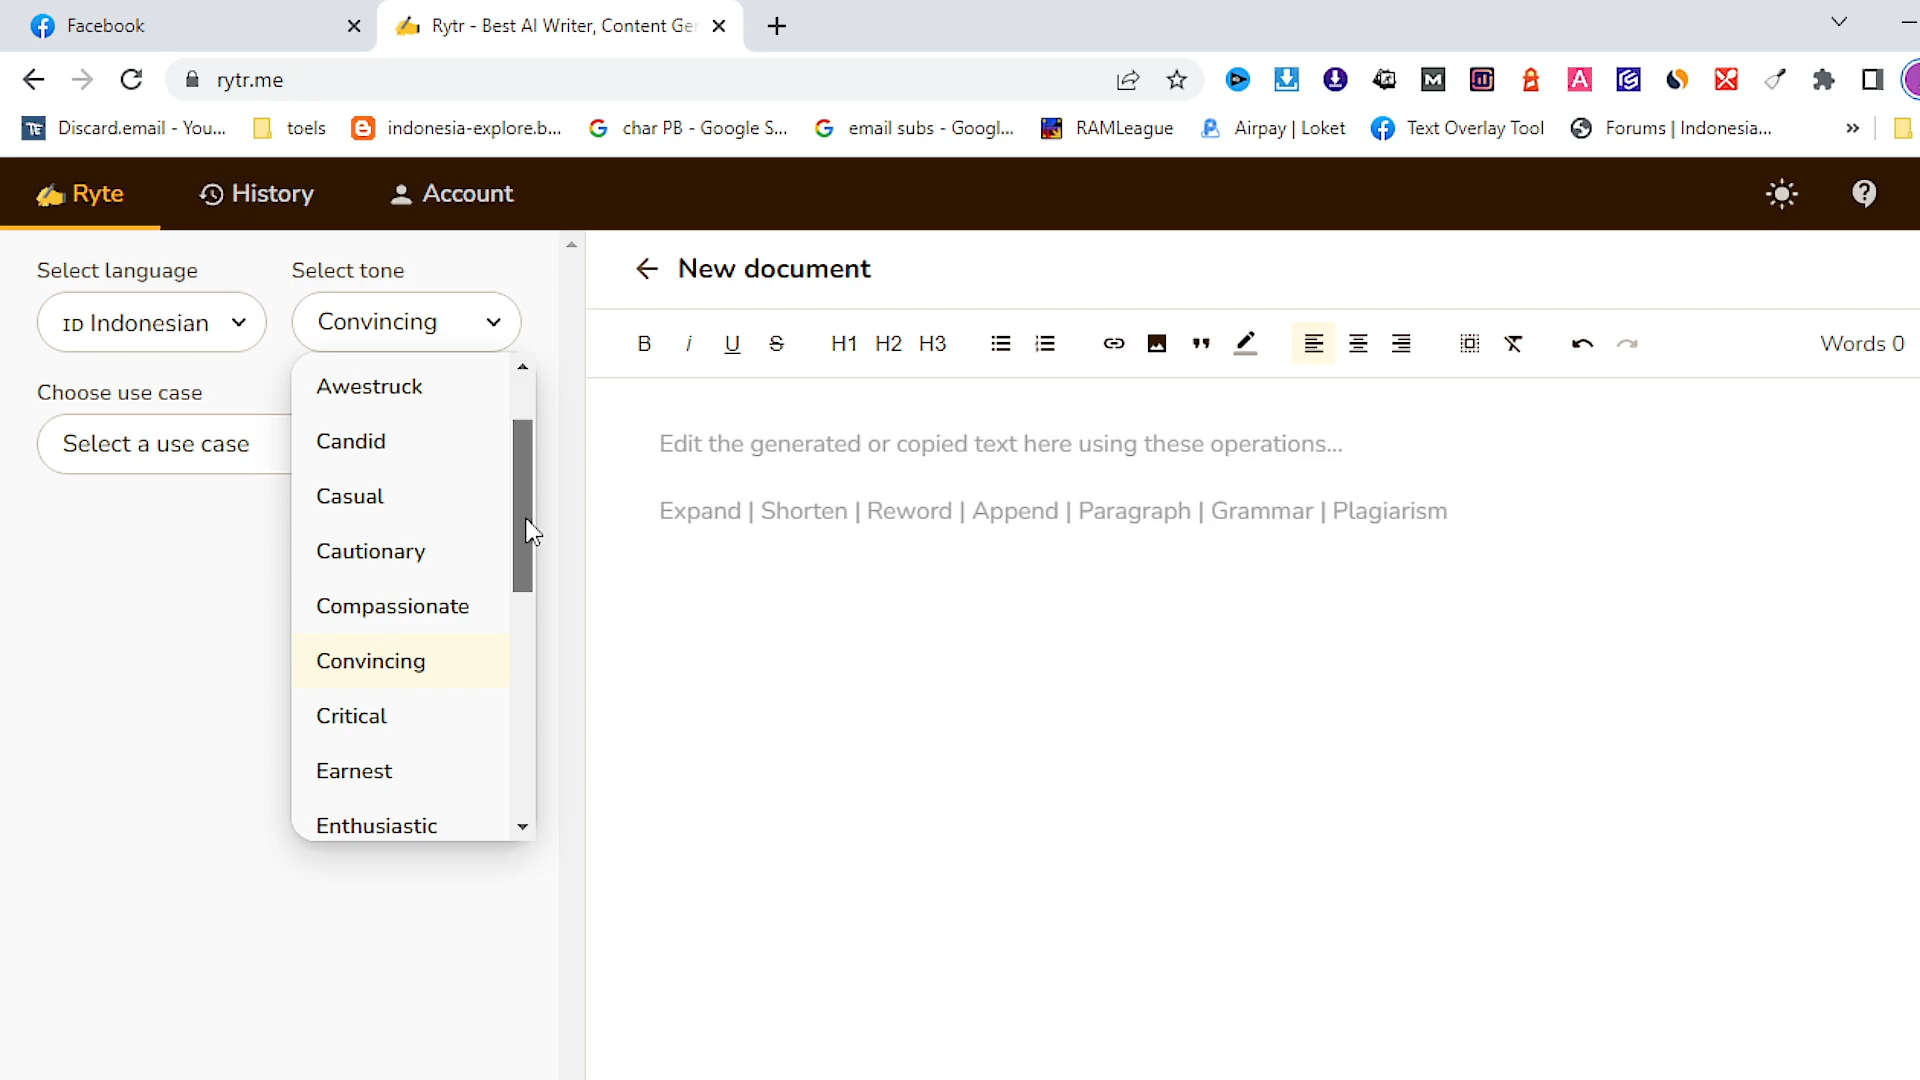 Facebook
Rytr - Best AI Writer, Content Ger
rytr.me
Discard.email - You...
toels
indonesia-explore.b...
char PB - Google S...
email subs - Googl...
RAMLeague
Airpay | Loket
Text Overlay Tool
Forums | Indonesia...
Ryte
History
Account
Select language
Select tone
ID Indonesian
Convincing
Choose use case
Select a use case
Awestruck
Candid
Casual
Cautionary
Compassionate
Convincing
Critical
Earnest
Enthusiastic
New document
B i U S H1 H2 H3
Words 0
Edit the generated or copied text here using these operations...
Expand | Shorten | Reword | Append | Paragraph | Grammar | Plagiarism